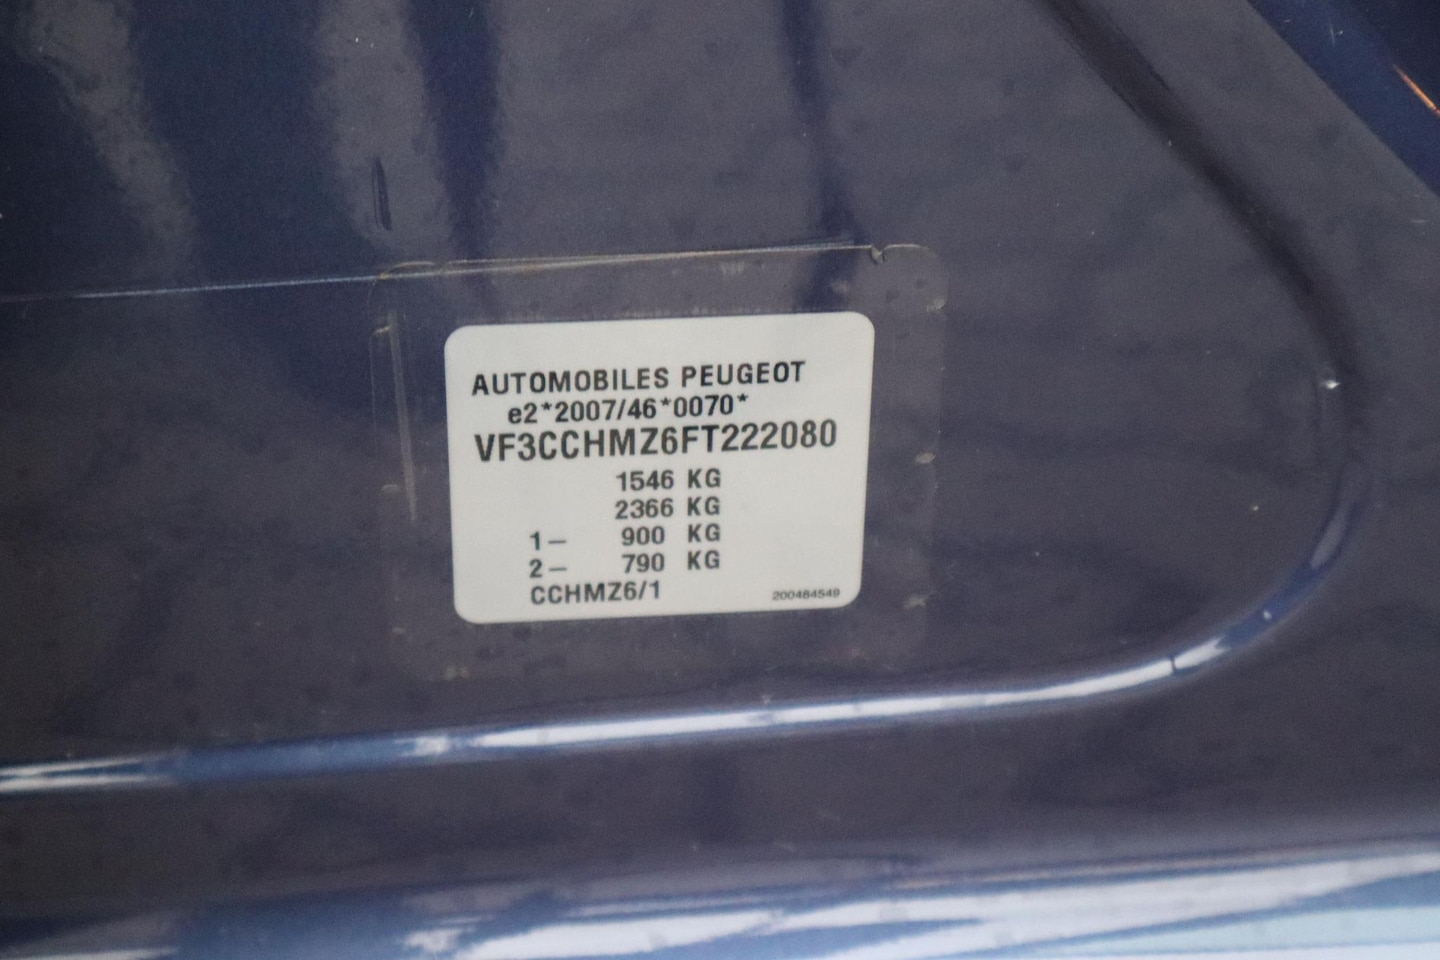 AUTOMOBILES PEUGEOT
e2*2007/46*0070*
VF3CCHMZ6FT222080
1546 KG
2366 KG
1- 900 KG
2- 790 KG
CCHMZ6/1
200484549